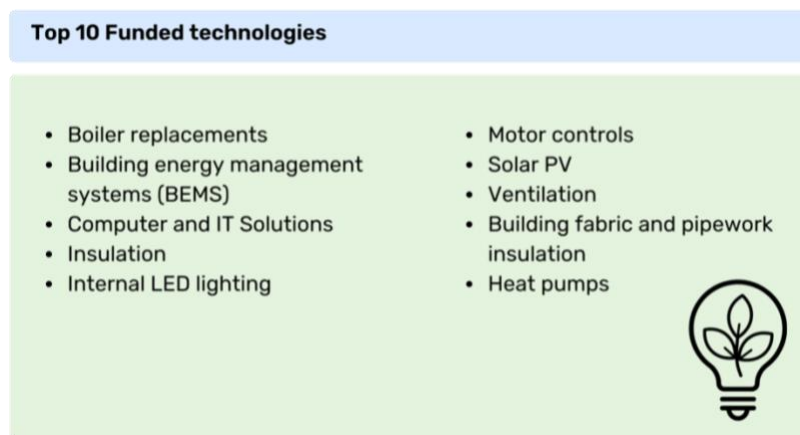 Top 10 Funded technologies
• Boiler replacements
• Building energy management
systems (BEMS)
• Computer and IT Solutions
• Insulation
• Internal LED lighting
• Motor controls
• Solar PV
• Ventilation
• Building fabric and pipework
insulation
• Heat pumps